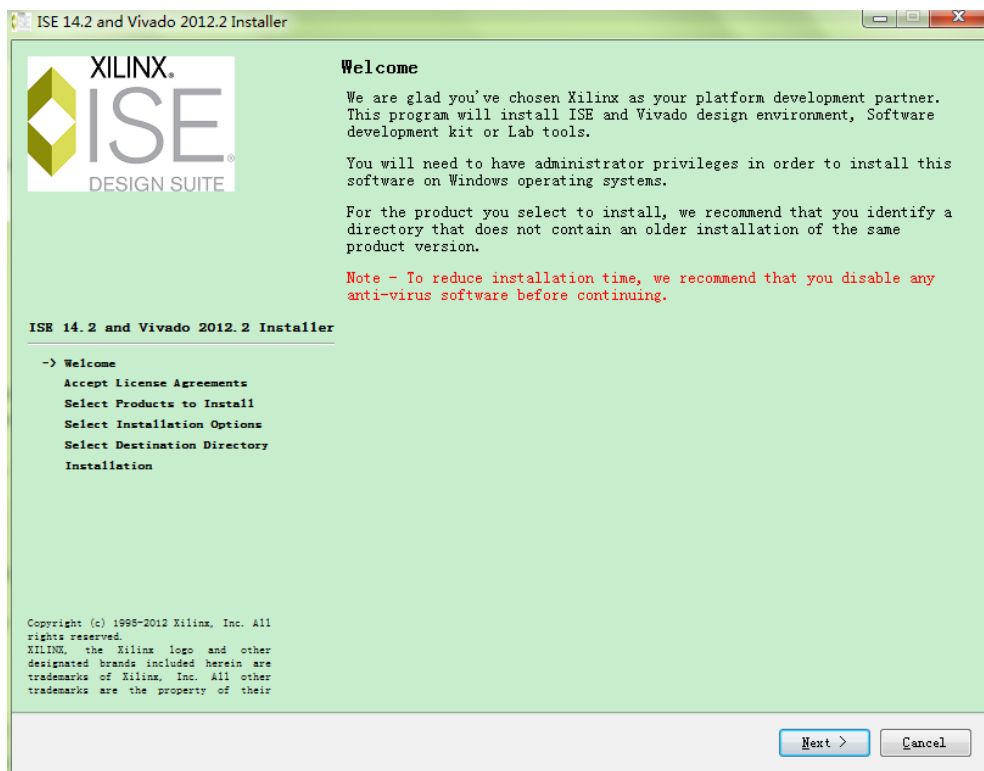 ISE 14.2 and Vivado 2012.2 Installer
XILINX®
ISE®
DESIGN SUITE
Welcome
We are glad you've chosen Xilinx as your platform development partner.
This program will install ISE and Vivado design environment, Software
development kit or Lab tools.
You will need to have administrator privileges in order to install this
software on Windows operating systems.
For the product you select to install, we recommend that you identify a
directory that does not contain an older installation of the same
product version.
Note - To reduce installation time, we recommend that you disable any
anti-virus software before continuing.
ISE 14.2 and Vivado 2012.2 Installer
-> Welcome
Accept License Agreements
Select Products to Install
Select Installation Options
Select Destination Directory
Installation
Copyright (c) 1995-2012 Xilinx, Inc. All
rights reserved.
XILINX, the Xilinx logo and other
designated brands included herein are
trademarks of Xilinx, Inc. All other
trademarks are the property of their
Next >
Cancel